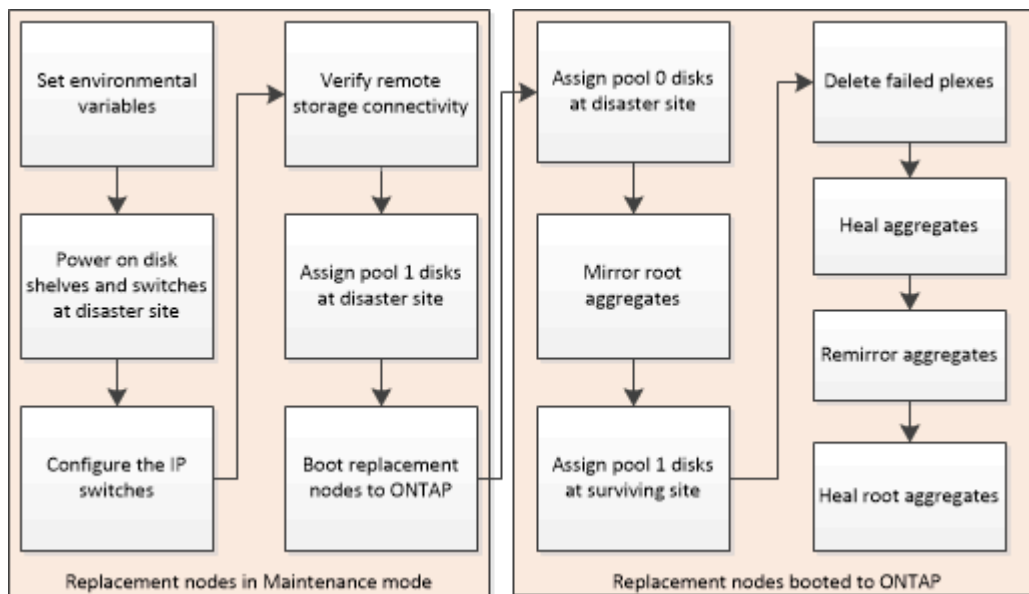 Set environmental
variables
Power on disk
shelves and switches
at disaster site
Configure the IP
switches
Verify remote
storage connectivity
Assign pool 1 disks
at disaster site
Boot replacement
nodes to ONTAP
Replacement nodes in Maintenance mode
Assign pool 0 disks
at disaster site
Mirror root
aggregates
Assign pool 1 disks
at surviving site
Delete failed plexes
Heal aggregates
Remirror aggregates
Heal root aggregates
Replacement nodes booted to ONTAP